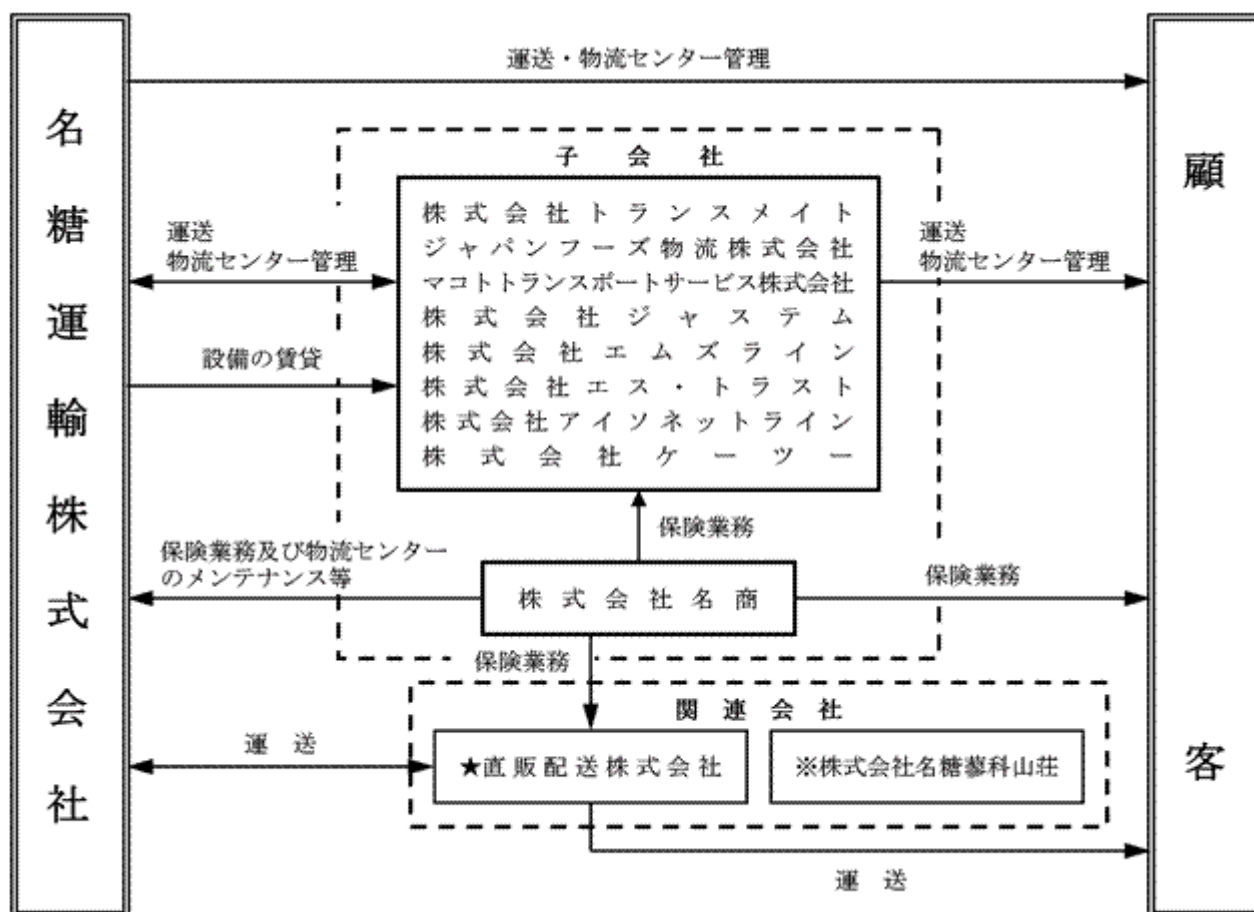 名糖運輸株式会社
運送・物流センター管理
顧客
子会社
株式会社トランスメイト
ジャパンフーズ物流株式会社
マコトトランスポートサービス株式会社
株式会社ジャステム
株式会社エムズライン
株式会社エス・トラスト
株式会社アイソネットライン
株式会社ケーツー
運送
物流センター管理
運送
物流センター管理
設備の賃貸
保険業務
保険業務及び物流センター
のメンテナンス等
株式会社名商
保険業務
保険業務
関連会社
運送
★直販配送株式会社
※株式会社名糖蓼科山荘
運送